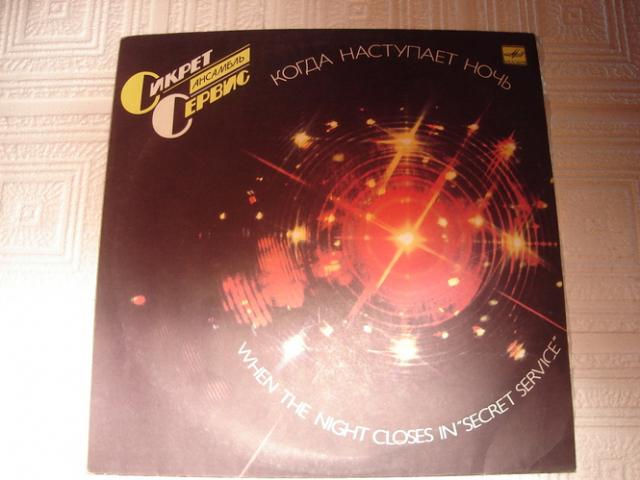 Сикрет
ансамбль
Сервис
КОГДА НАСТУПАЕТ НОЧЬ
WHEN THE NIGHT CLOSES IN "SECRET SERVICE"